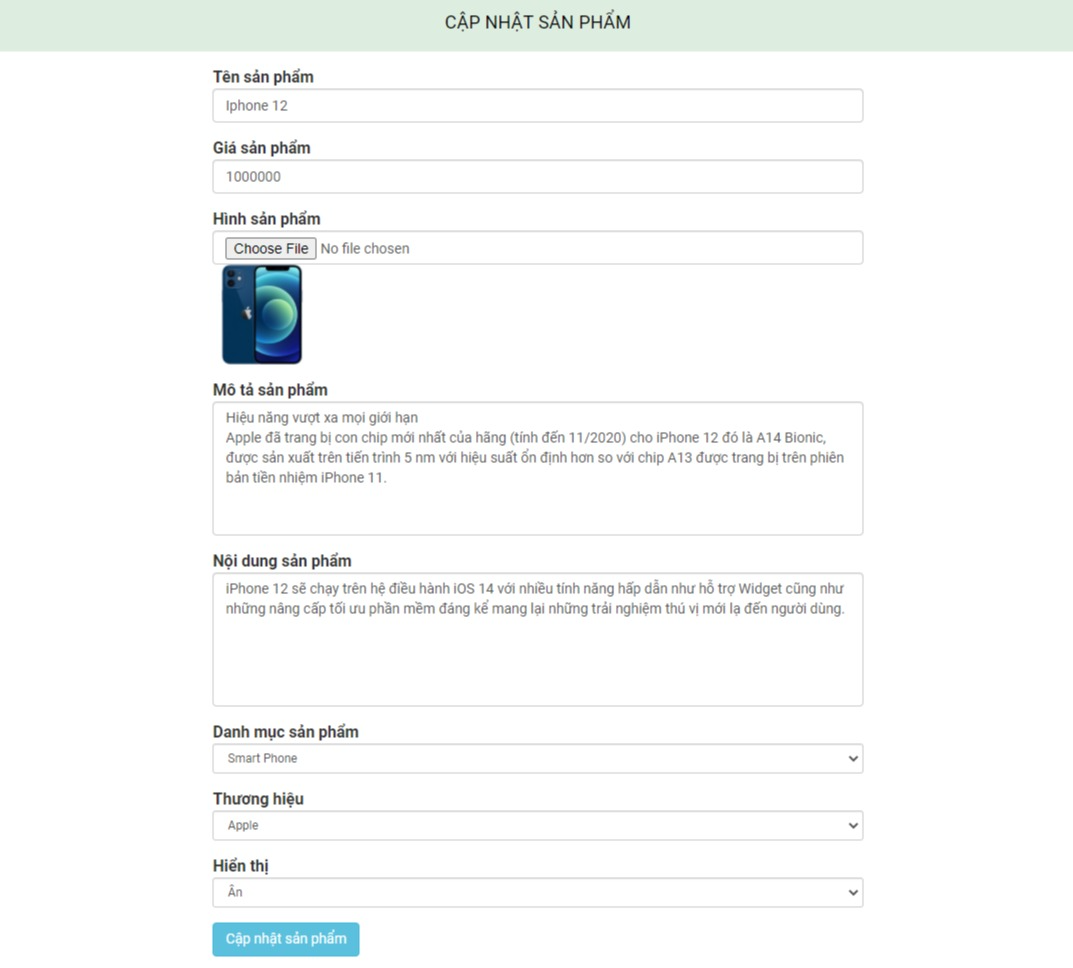 CẬP NHẬT SẢN PHẨM
Tên sản phẩm
Iphone 12
Giá sản phẩm
1000000
Hình sản phẩm
Choose File No file chosen
Mô tả sản phẩm
Hiệu năng vượt xa mọi giới hạn
Apple đã trang bị con chip mới nhất của hãng (tính đến 11/2020) cho iPhone 12 đó là A14 Bionic,
được sản xuất trên tiến trình 5 nm với hiệu suất ổn định hơn so với chip A13 được trang bị trên phiên
bản tiền nhiệm iPhone 11.
Nội dung sản phẩm
iPhone 12 sẽ chạy trên hệ điều hành iOS 14 với nhiều tính năng hấp dẫn như hỗ trợ Widget cũng như
những nâng cấp tối ưu phần mềm đáng kể mang lại những trải nghiệm thú vị mới lạ đến người dùng.
Danh mục sản phẩm
Smart Phone
Thương hiệu
Apple
Hiển thị
Ẩn
Cập nhật sản phẩm